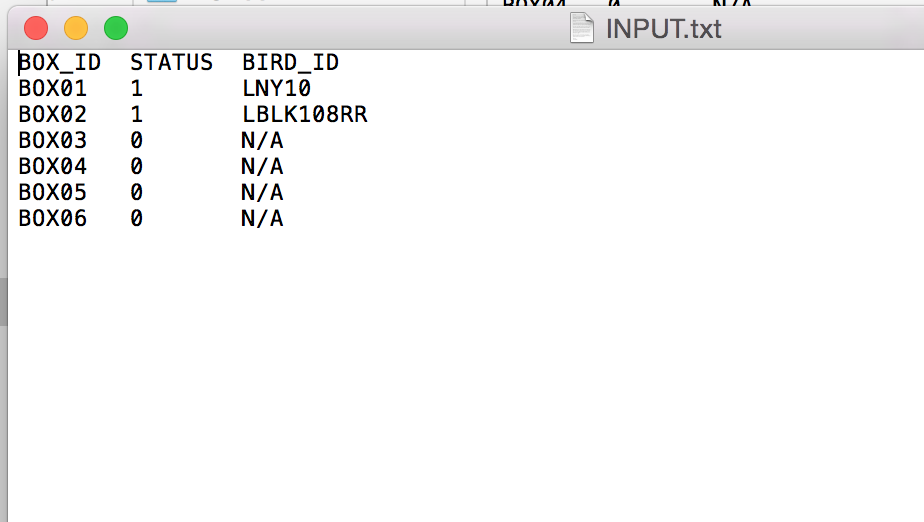 INPUT.txt
BOX_ID STATUS BIRD_ID
BOX01 1 LNY10
BOX02 1 LBLK108RR
BOX03 0 N/A
BOX04 0 N/A
BOX05 0 N/A
BOX06 0 N/A